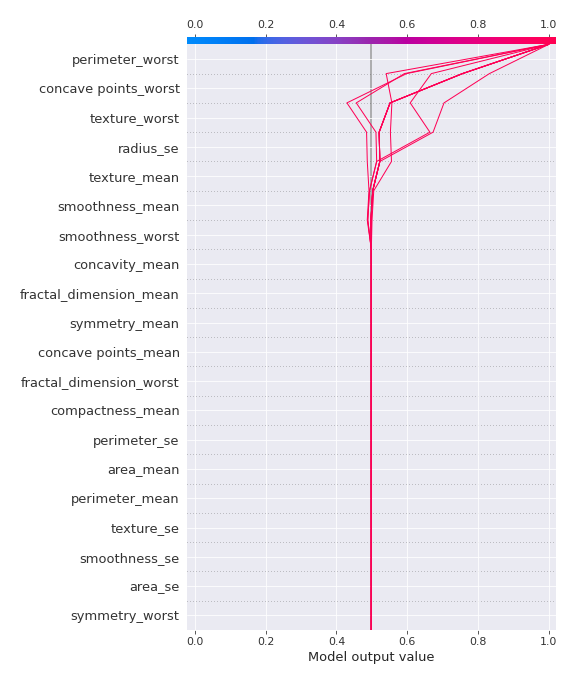 0.0 0.2 0.4 0.6 0.8 1.0
perimeter_worst
concave points_worst
texture_worst
radius_se
texture_mean
smoothness_mean
smoothness_worst
concavity_mean
fractal_dimension_mean
symmetry_mean
concave points_mean
fractal_dimension_worst
compactness_mean
perimeter_se
area_mean
perimeter_mean
texture_se
smoothness_se
area_se
symmetry_worst
0.0 0.2 0.4 0.6 0.8 1.0
Model output value